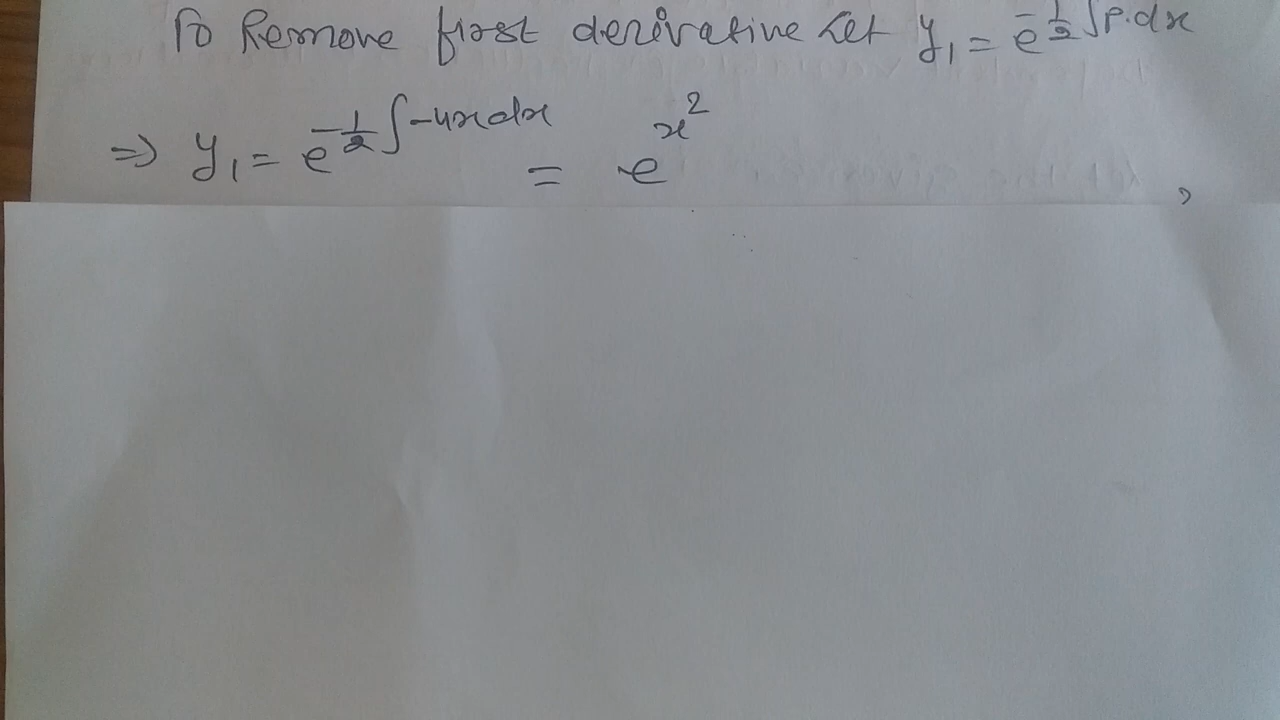 To Remove first derivative Let y₁ = e^{-1/2 ∫P.dx}
⇒ y₁ = e^{-1/2 ∫-4x dx} = e^{x²} ,